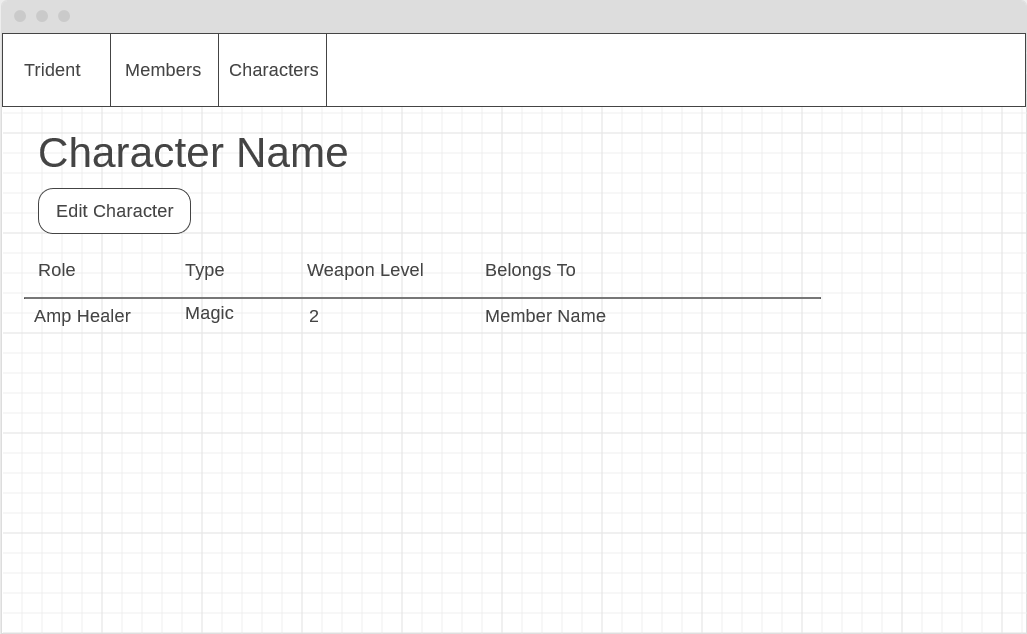 Trident Members Characters
Character Name
Edit Character
Role Type Weapon Level Belongs To
Amp Healer Magic 2 Member Name